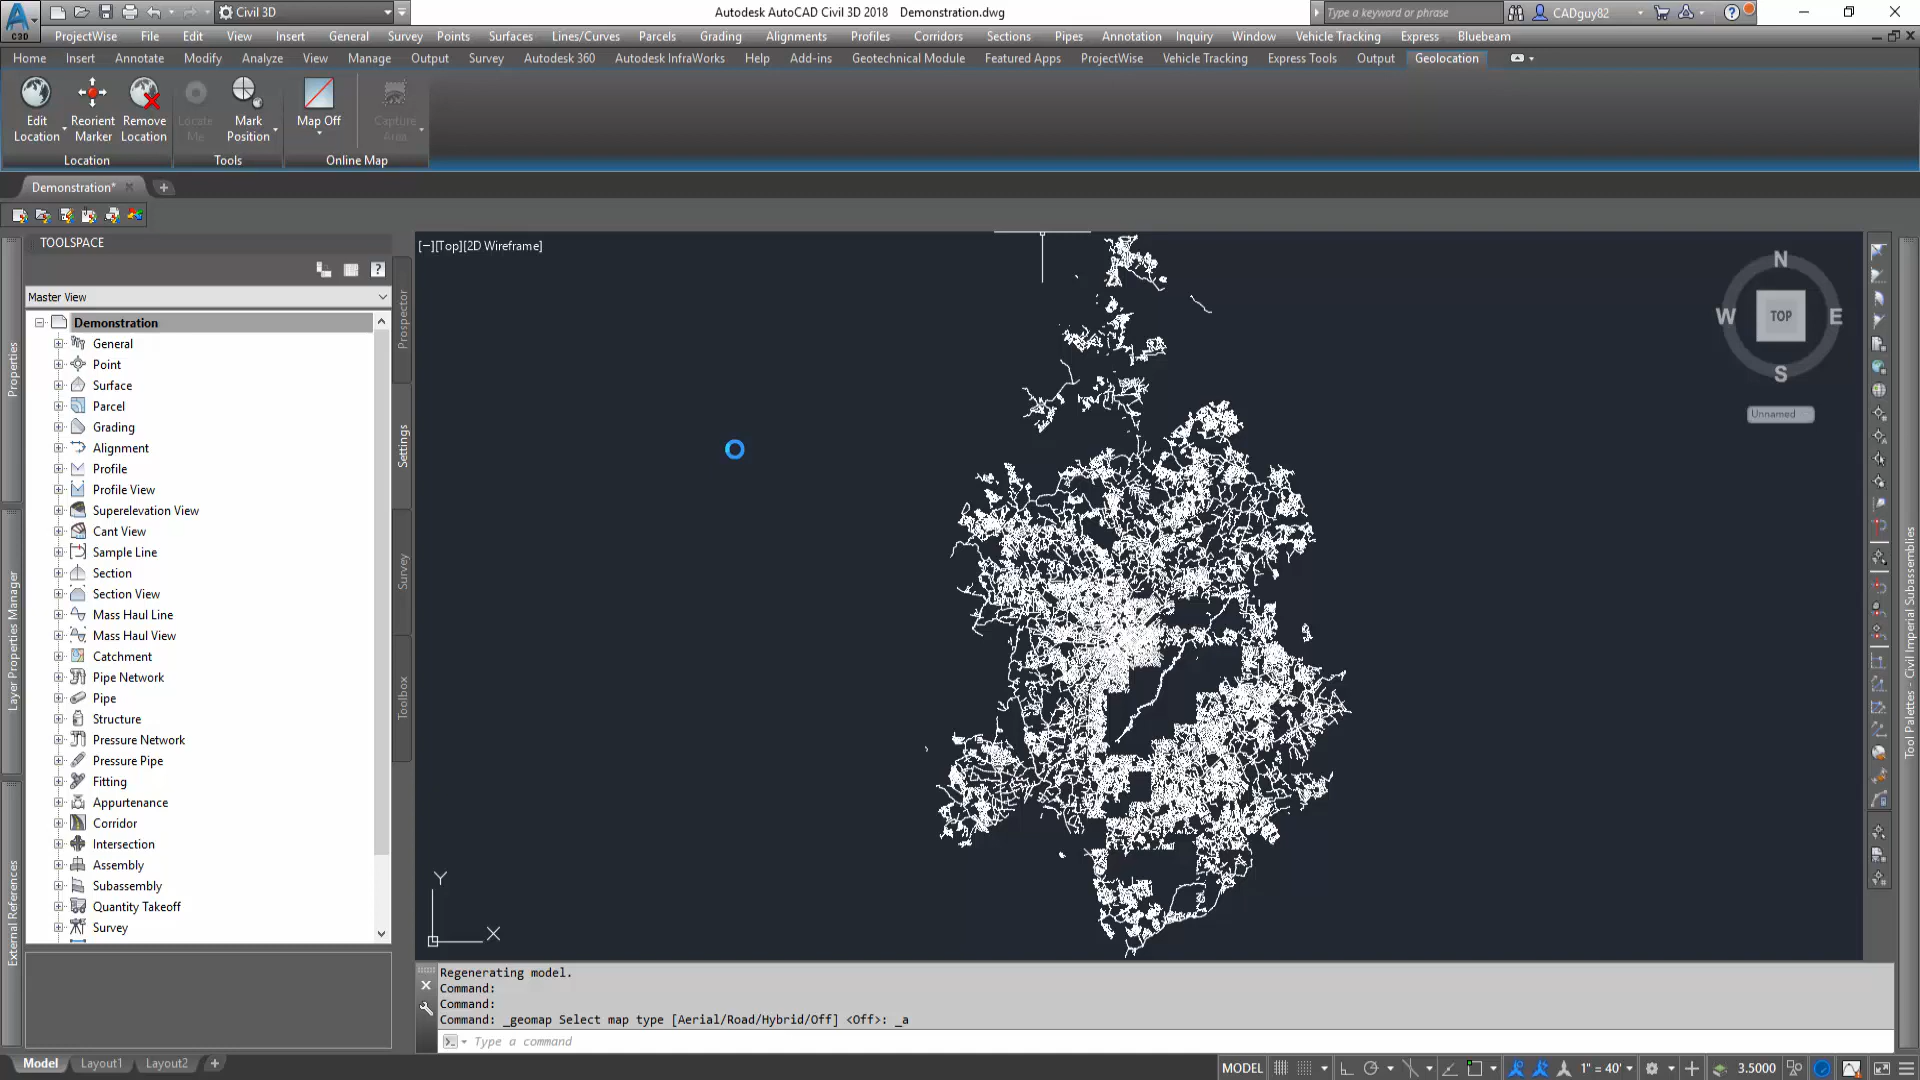 Civil 3D
Autodesk AutoCAD Civil 3D 2018 Demonstration.dwg
Type a keyword or phrase
CADguy82
C3D
ProjectWise File Edit View Insert General Survey Points Surfaces Lines/Curves Parcels Grading Alignments Profiles Corridors Sections Pipes Annotation Inquiry Window Vehicle Tracking Express Bluebeam
Home Insert Annotate Modify Analyze View Manage Output Survey Autodesk 360 Autodesk InfraWorks Help Add-ins Geotechnical Module Featured Apps ProjectWise Vehicle Tracking Express Tools Output Geolocation
Edit Location
Reorient Marker
Remove Location
Locate Me
Mark Position
Map Off
Capture Area
Location Tools Online Map
Demonstration*
TOOLSPACE
Master View
Demonstration
General
Point
Surface
Parcel
Grading
Alignment
Profile
Profile View
Superelevation View
Cant View
Sample Line
Section
Section View
Mass Haul Line
Mass Haul View
Catchment
Pipe Network
Pipe
Structure
Pressure Network
Pressure Pipe
Fitting
Appurtenance
Corridor
Intersection
Assembly
Subassembly
Quantity Takeoff
Survey
Properties
Layer Properties Manager
External References
Prospector
Settings
Survey
Toolbox
[−][Top][2D Wireframe]
N
W TOP E
S
Unnamed
Y
X
Tool Palettes - Civil Imperial Subassemblies
Regenerating model.
Command:
Command:
Command: _geomap Select map type [Aerial/Road/Hybrid/Off] <Off>: _a
Type a command
Model Layout1 Layout2 +
MODEL 1" = 40' 3.5000